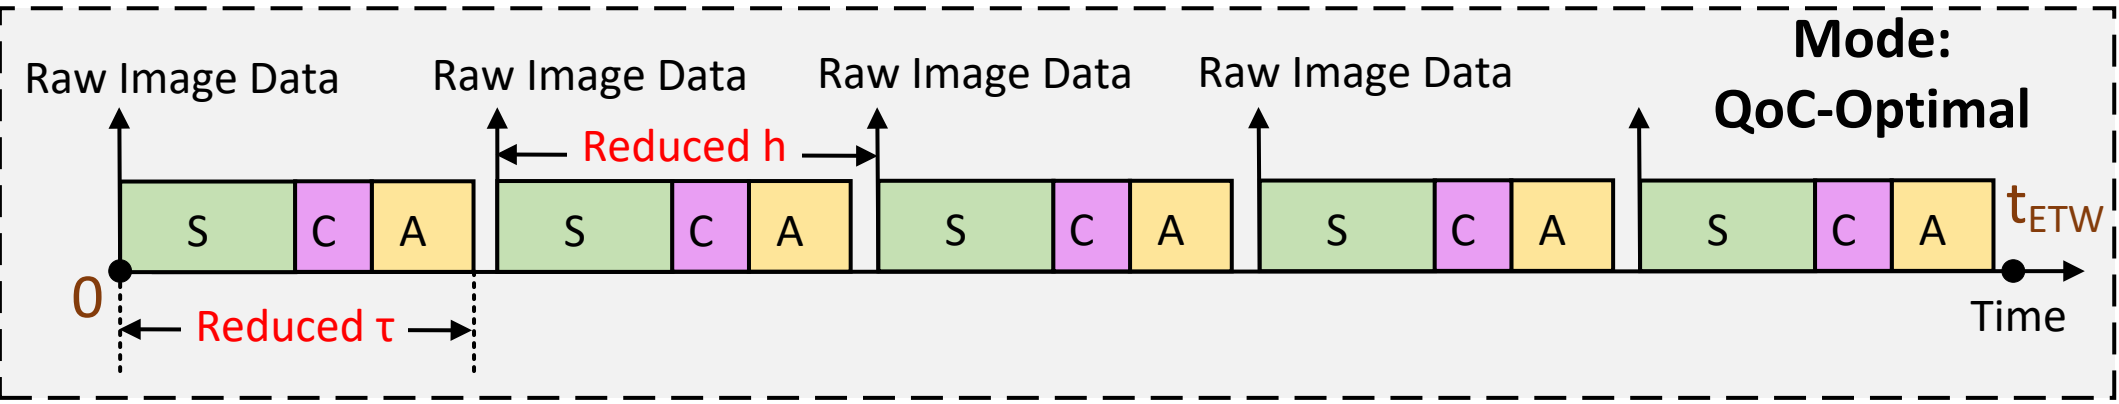 Mode:
QoC-Optimal
Raw Image Data
Raw Image Data
Raw Image Data
Raw Image Data
Reduced h
S C A
S C A
S C A
S C A
S C A
tETW
0
Reduced τ
Time